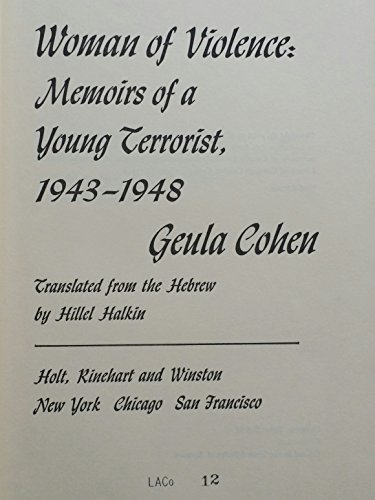 Woman of Violence:
Memoirs of a
Young Terrorist,
1943-1948
Geula Cohen
Translated from the Hebrew
by Hillel Halkin
Holt, Rinehart and Winston
New York Chicago San Francisco
LACo 12